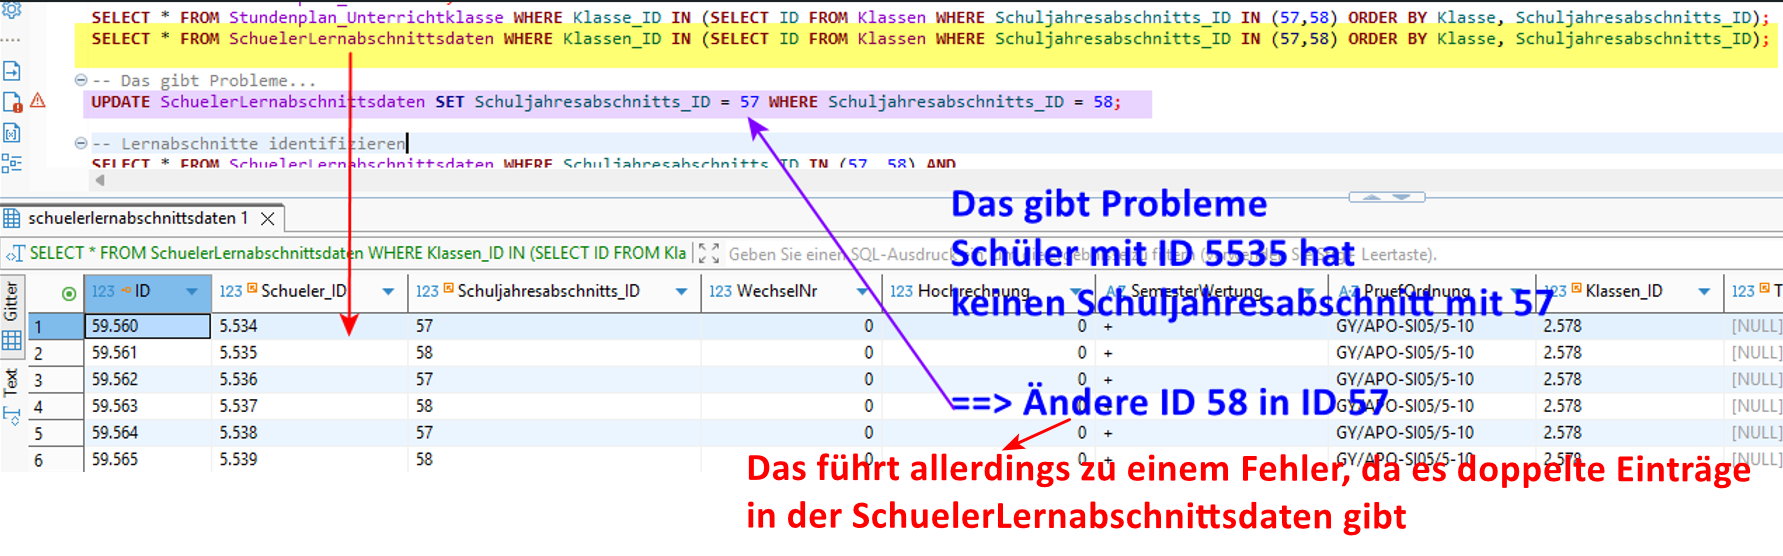 SELECT * FROM Stundenplan_Unterrichtklasse WHERE Klasse_ID IN (SELECT ID FROM Klassen WHERE Schuljahresabschnitts_ID IN (57,58) ORDER BY Klasse, Schuljahresabschnitts_ID);
SELECT * FROM SchuelerLernabschnittsdaten WHERE Klassen_ID IN (SELECT ID FROM Klassen WHERE Schuljahresabschnitts_ID IN (57,58) ORDER BY Klasse, Schuljahresabschnitts_ID);
-- Das gibt Probleme...
UPDATE SchuelerLernabschnittsdaten SET Schuljahresabschnitts_ID = 57 WHERE Schuljahresabschnitts_ID = 58;
-- Lernabschnitte identifizieren
SELECT * FROM SchuelerLernabschnittsdaten WHERE Schuljahresabschnitts_ID IN (57, 58) AND
Das gibt Probleme
Schüler mit ID 5535 hat
keinen Schuljahresabschnitt mit 57
==> Ändere ID 58 in ID 57
Das führt allerdings zu einem Fehler, da es doppelte Einträge
in der SchuelerLernabschnittsdaten gibt
schuelerlernabschnittsdaten 1
SELECT * FROM SchuelerLernabschnittsdaten WHERE Klassen_ID IN (SELECT ID FROM Kla
Geben Sie einen SQL-Ausdruck Leertaste).
Gitter
Text
123 ID 123 Schueler_ID 123 Schuljahresabschnitts_ID 123 WechselNr 123 Hochrechnung A-Z SemesterWertung A-Z PruefOrdnung 123 Klassen_ID 123 T
1 59.560 5.534 57 0 0 + GY/APO-SI05/5-10 2.578 [NULL]
2 59.561 5.535 58 0 0 + GY/APO-SI05/5-10 2.578 [NULL]
3 59.562 5.536 57 0 0 + GY/APO-SI05/5-10 2.578 [NULL]
4 59.563 5.537 58 0 0 + GY/APO-SI05/5-10 2.578 [NULL]
5 59.564 5.538 57 0 0 + GY/APO-SI05/5-10 2.578 [NULL]
6 59.565 5.539 58 0 0 + GY/APO-SI05/5-10 2.578 [NULL]